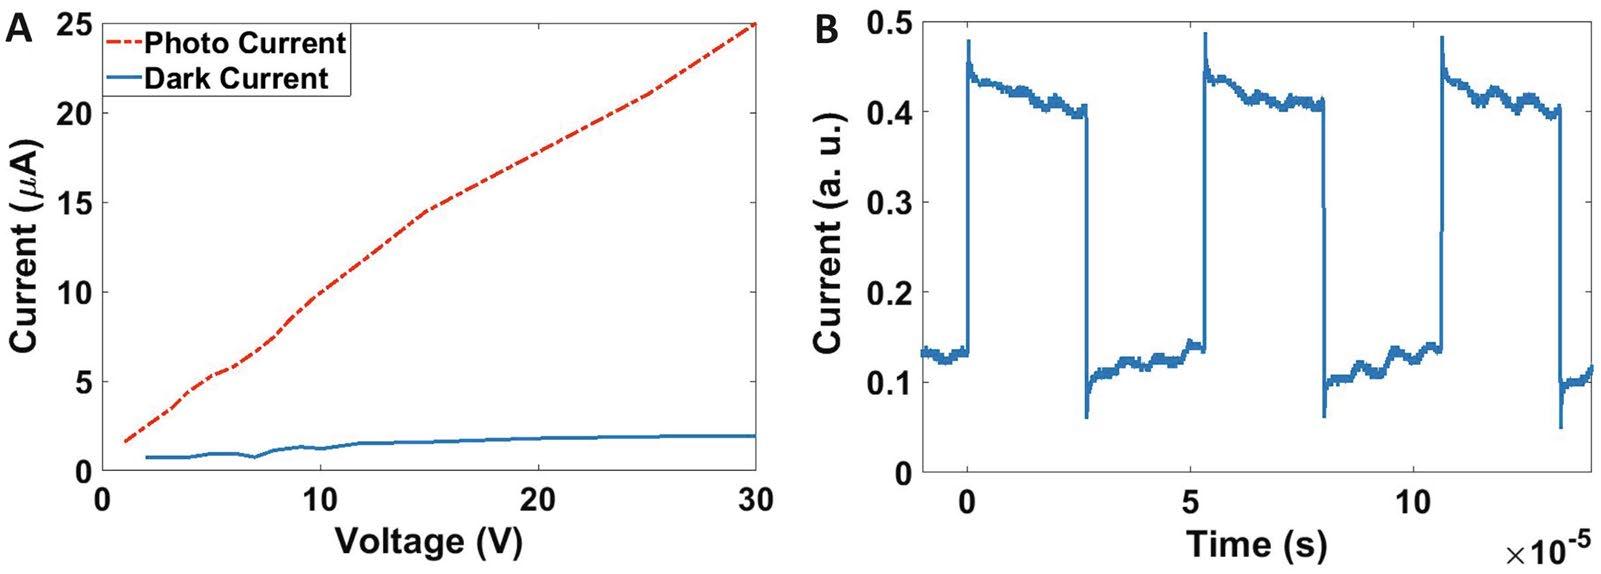 A
25
20
15
10
5
0
Current (μA)
Photo Current
Dark Current
0 10 20 30
Voltage (V)
B
0.5
0.4
0.3
0.2
0.1
0
Current (a. u.)
0 5 10
Time (s)
×10-5